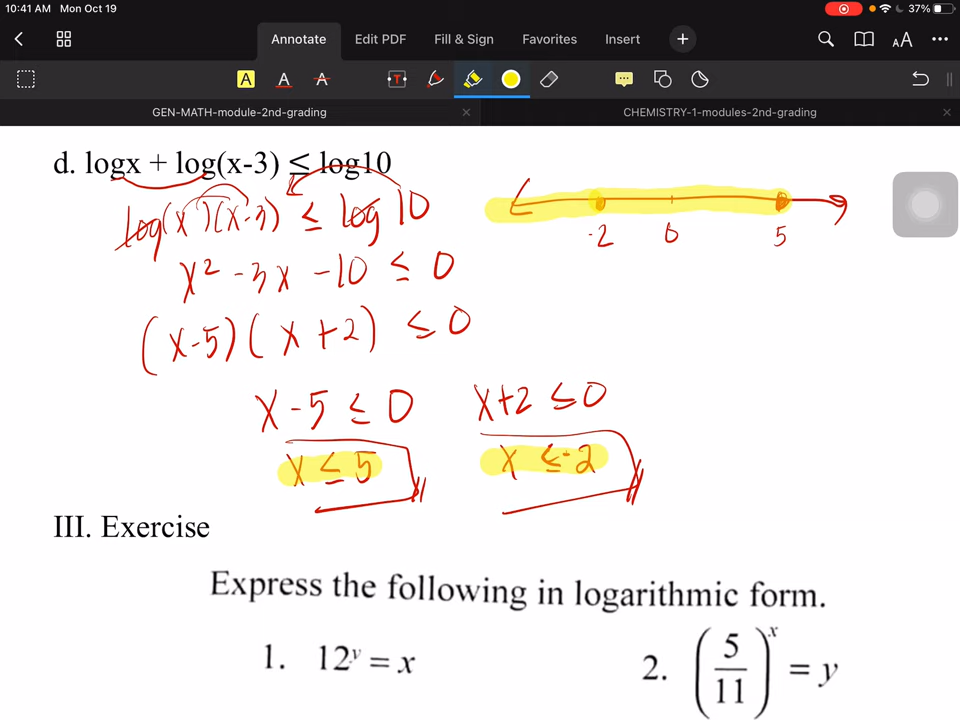 10:41 AM Mon Oct 19 37%
Annotate Edit PDF Fill & Sign Favorites Insert
AA
A A A T
GEN-MATH-module-2nd-grading CHEMISTRY-1-modules-2nd-grading
d. logx + log(x-3) ≤ log10
log(x)(x-3) ≤ log 10
-2 0 5
x² - 3x - 10 ≤ 0
(x-5)(x+2) ≤ 0
x-5 ≤ 0 x+2 ≤ 0
x ≤ 5 x ≤ -2
III. Exercise
Express the following in logarithmic form.
1. 12^y = x 2. (5/11)^x = y